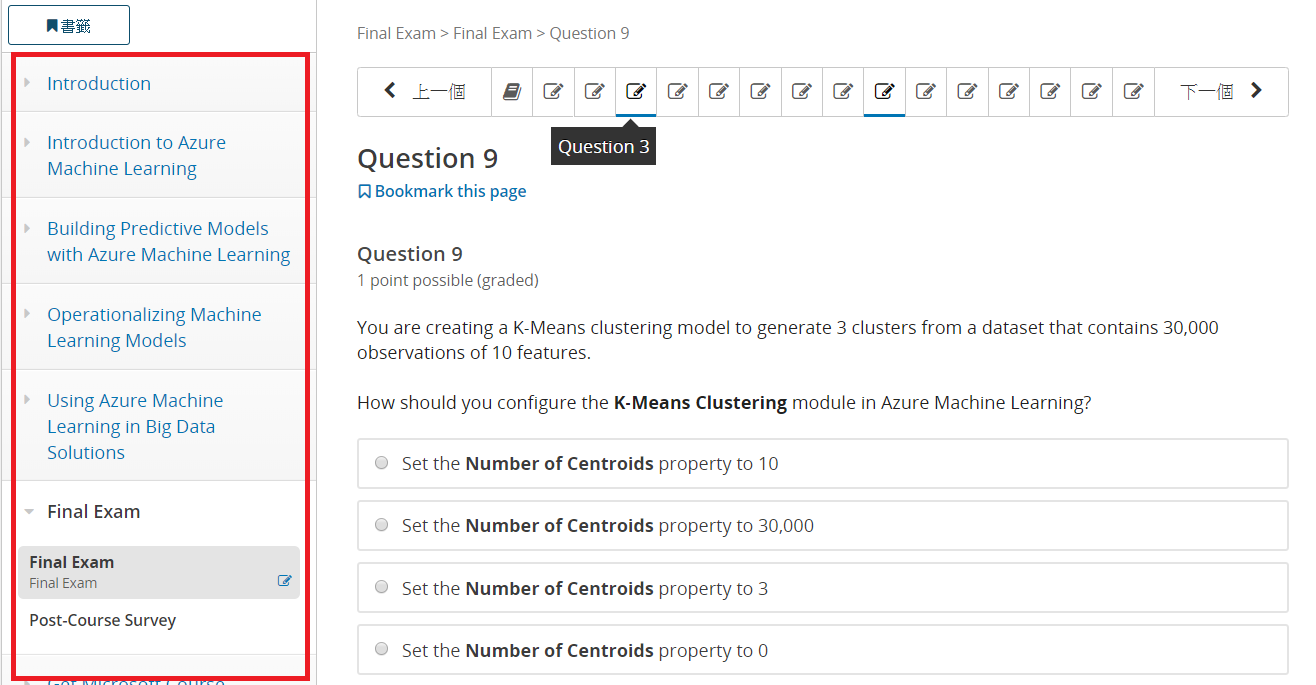 書籤
Introduction
Introduction to Azure
Machine Learning
Building Predictive Models
with Azure Machine Learning
Operationalizing Machine
Learning Models
Using Azure Machine
Learning in Big Data
Solutions
Final Exam
Final Exam
Final Exam
Post-Course Survey
Get Microsoft Course
Final Exam > Final Exam > Question 9
上一個
下一個
Question 3
Question 9
Bookmark this page
Question 9
1 point possible (graded)
You are creating a K-Means clustering model to generate 3 clusters from a dataset that contains 30,000
observations of 10 features.
How should you configure the K-Means Clustering module in Azure Machine Learning?
Set the Number of Centroids property to 10
Set the Number of Centroids property to 30,000
Set the Number of Centroids property to 3
Set the Number of Centroids property to 0